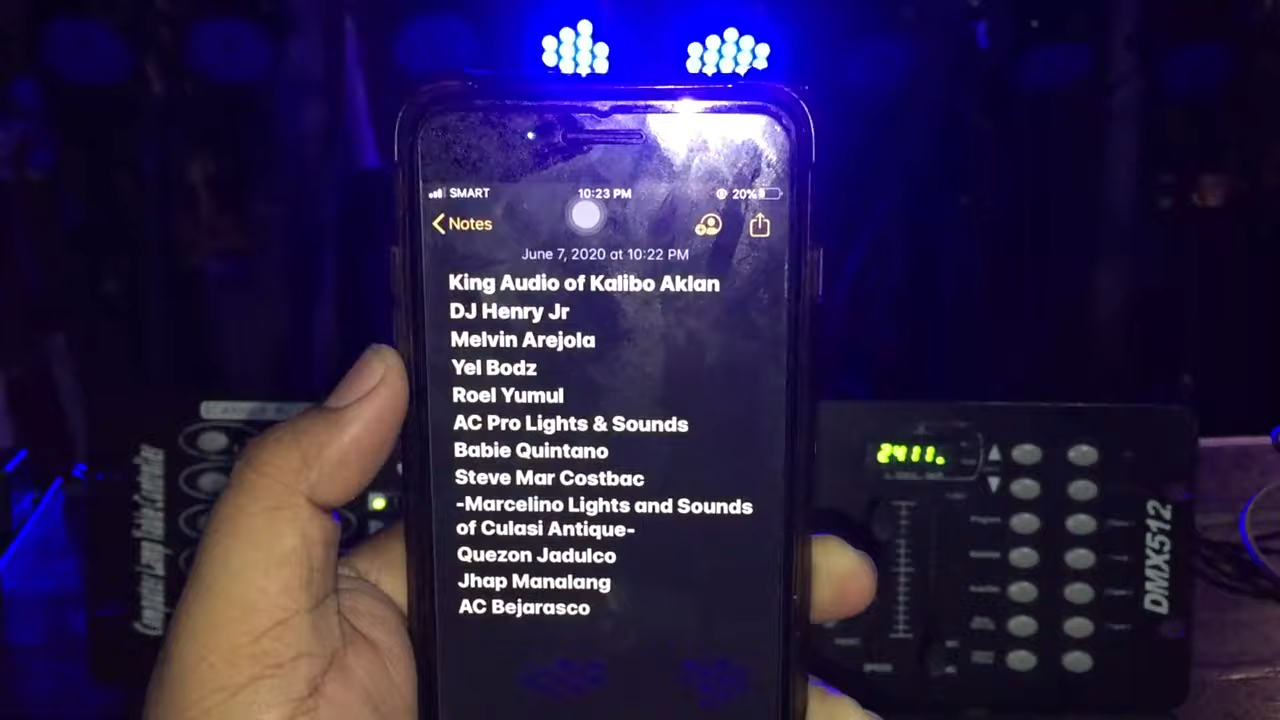 SMART
10:23 PM
20%
Notes
June 7, 2020 at 10:22 PM
King Audio of Kalibo Aklan
DJ Henry Jr
Melvin Arejola
Yel Bodz
Roel Yumul
AC Pro Lights & Sounds
Babie Quintano
Steve Mar Costbac
-Marcelino Lights and Sounds
of Culasi Antique-
Quezon Jadulco
Jhap Manalang
AC Bejarasco
2411.
DMX512